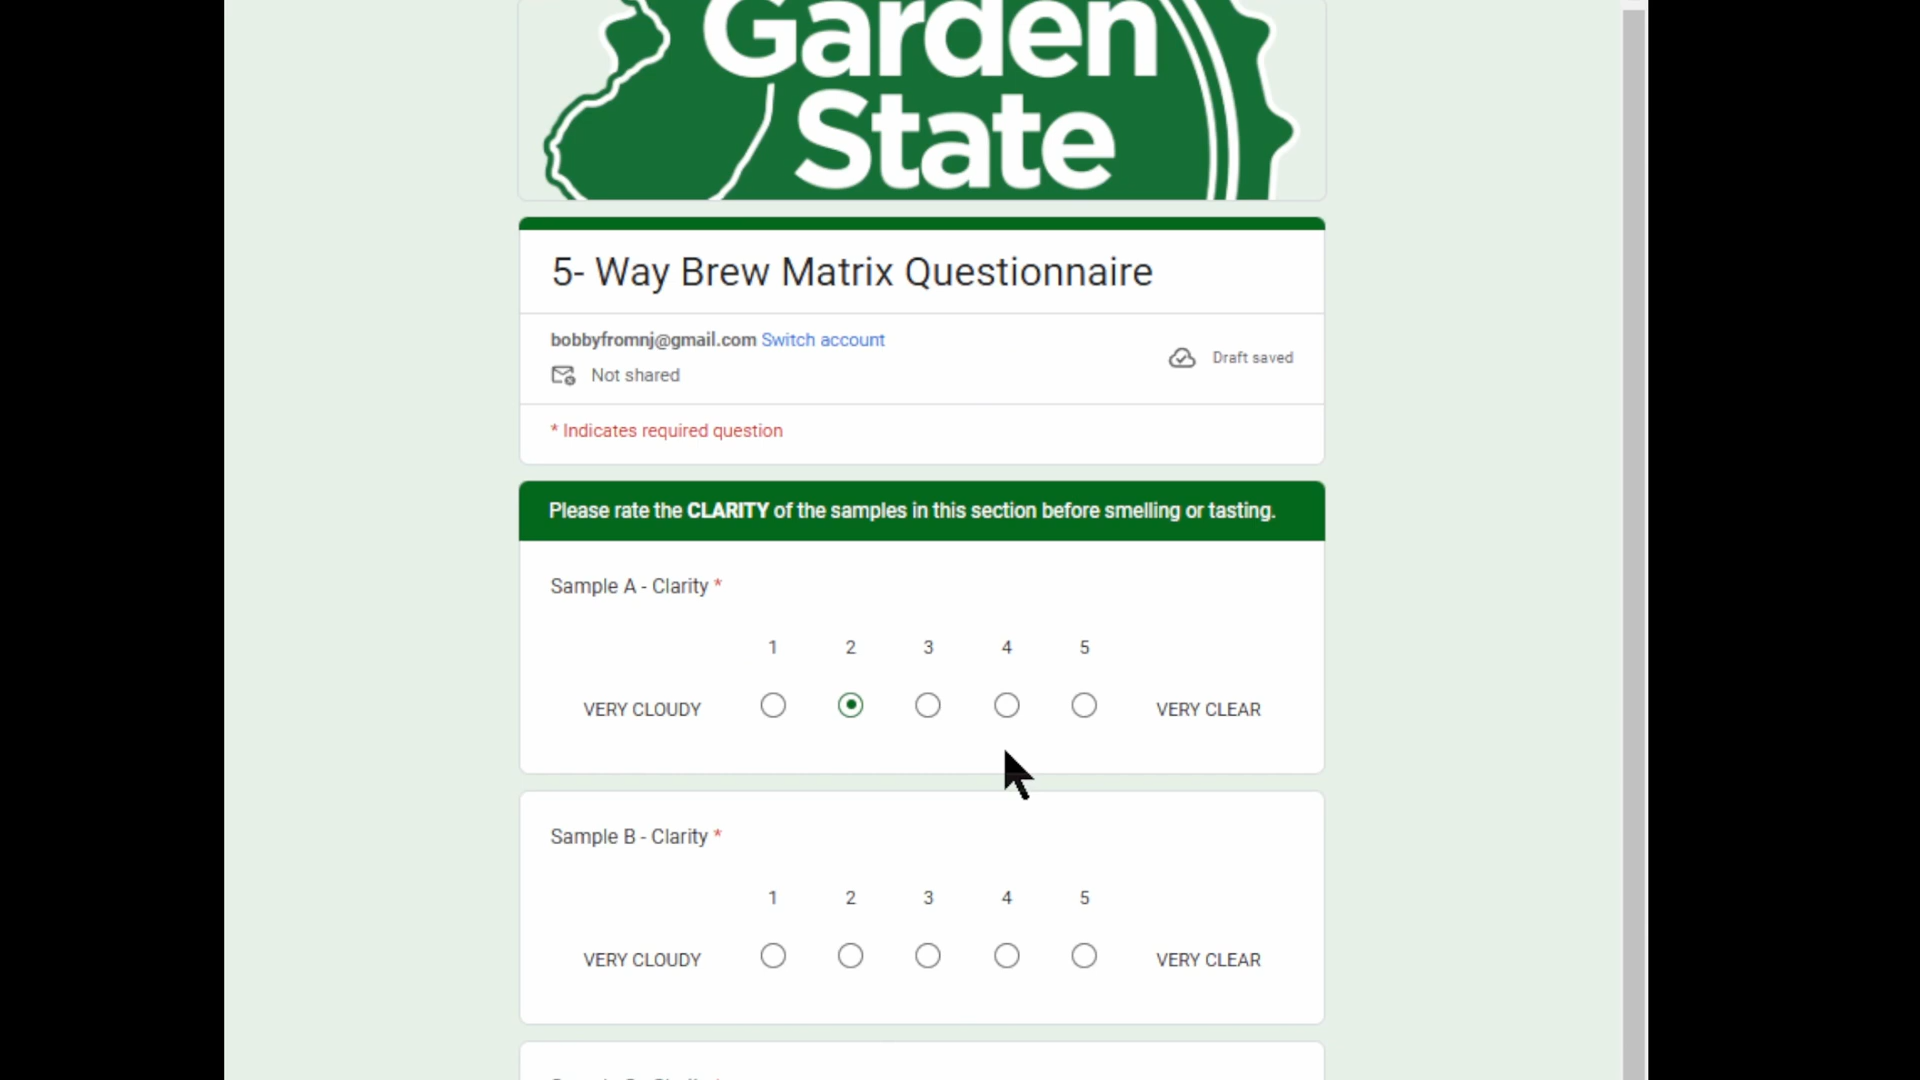 Garden
State
5- Way Brew Matrix Questionnaire
bobbyfromnj@gmail.com Switch account
Draft saved
Not shared
* Indicates required question
Please rate the CLARITY of the samples in this section before smelling or tasting.
Sample A - Clarity *
1 2 3 4 5
VERY CLOUDY VERY CLEAR
Sample B - Clarity *
1 2 3 4 5
VERY CLOUDY VERY CLEAR